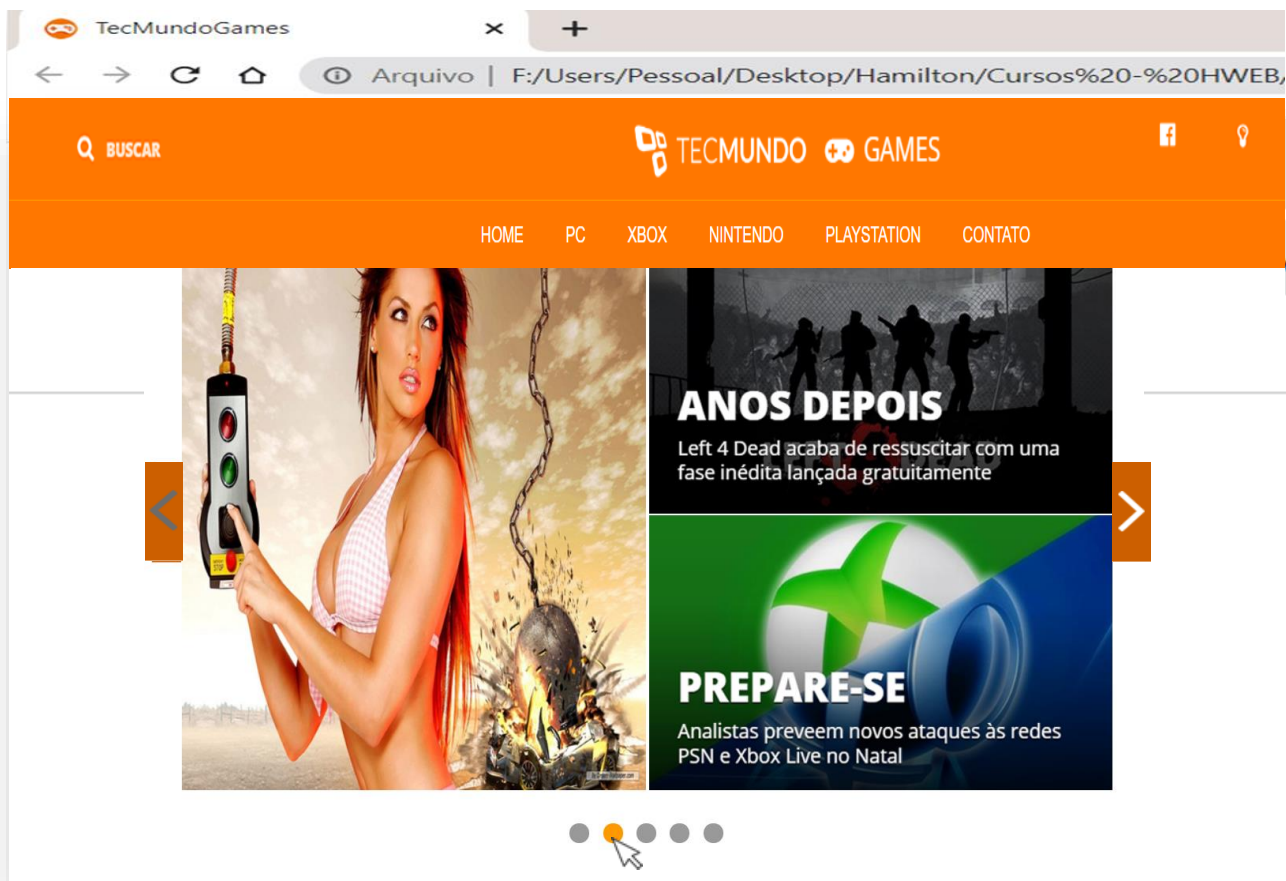 TecMundoGames
Arquivo | F:/Users/Pessoal/Desktop/Hamilton/Cursos%20-%20HWEB/
BUSCAR
TECMUNDO GAMES
HOME PC XBOX NINTENDO PLAYSTATION CONTATO
ANOS DEPOIS
Left 4 Dead acaba de ressuscitar com uma
fase inédita lançada gratuitamente
LEFT DEAD
PREPARE-SE
Analistas preveem novos ataques às redes
PSN e Xbox Live no Natal